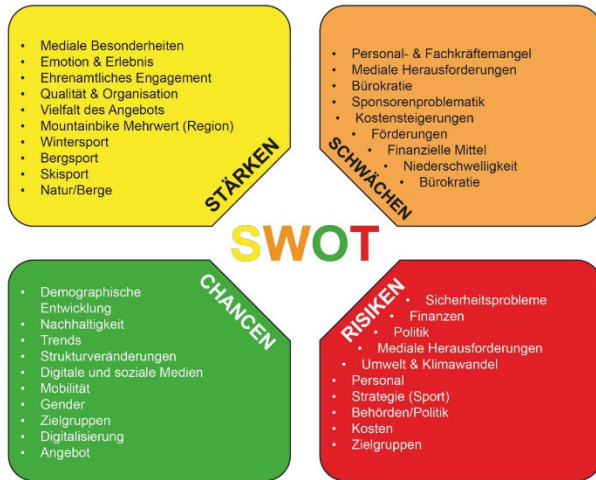 • Mediale Besonderheiten
• Emotion & Erlebnis
• Ehrenamtliches Engagement
• Qualität & Organisation
• Vielfalt des Angebots
• Mountainbike Mehrwert (Region)
• Wintersport
• Bergsport
• Skisport
• Natur/Berge
STÄRKEN
• Personal- & Fachkräftemangel
• Mediale Herausforderungen
• Bürokratie
• Sponsorenproblematik
• Kostensteigerungen
• Förderungen
• Finanzielle Mittel
• Niederschwelligkeit
• Bürokratie
SCHWÄCHEN
SWOT
• Demographische
Entwicklung
• Nachhaltigkeit
• Trends
• Strukturveränderungen
• Digitale und soziale Medien
• Mobilität
• Gender
• Zielgruppen
• Digitalisierung
• Angebot
CHANCEN
RISIKEN
• Sicherheitsprobleme
• Finanzen
• Politik
• Mediale Herausforderungen
• Umwelt & Klimawandel
• Personal
• Strategie (Sport)
• Behörden/Politik
• Kosten
• Zielgruppen